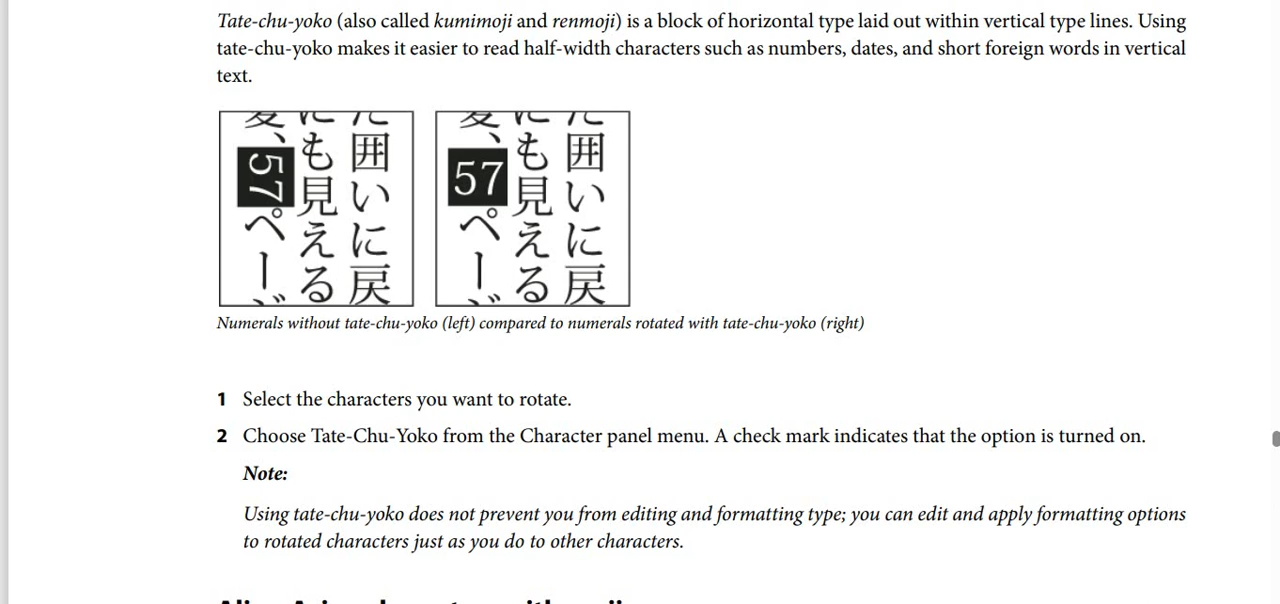 Tate-chu-yoko (also called kumimoji and renmoji) is a block of horizontal type laid out within vertical type lines. Using
tate-chu-yoko makes it easier to read half-width characters such as numbers, dates, and short foreign words in vertical
text.
囲いに戻
も見える
、57ペー
囲いに戻
も見える
、57ペー
Numerals without tate-chu-yoko (left) compared to numerals rotated with tate-chu-yoko (right)
1 Select the characters you want to rotate.
2 Choose Tate-Chu-Yoko from the Character panel menu. A check mark indicates that the option is turned on.
Note:
Using tate-chu-yoko does not prevent you from editing and formatting type; you can edit and apply formatting options
to rotated characters just as you do to other characters.